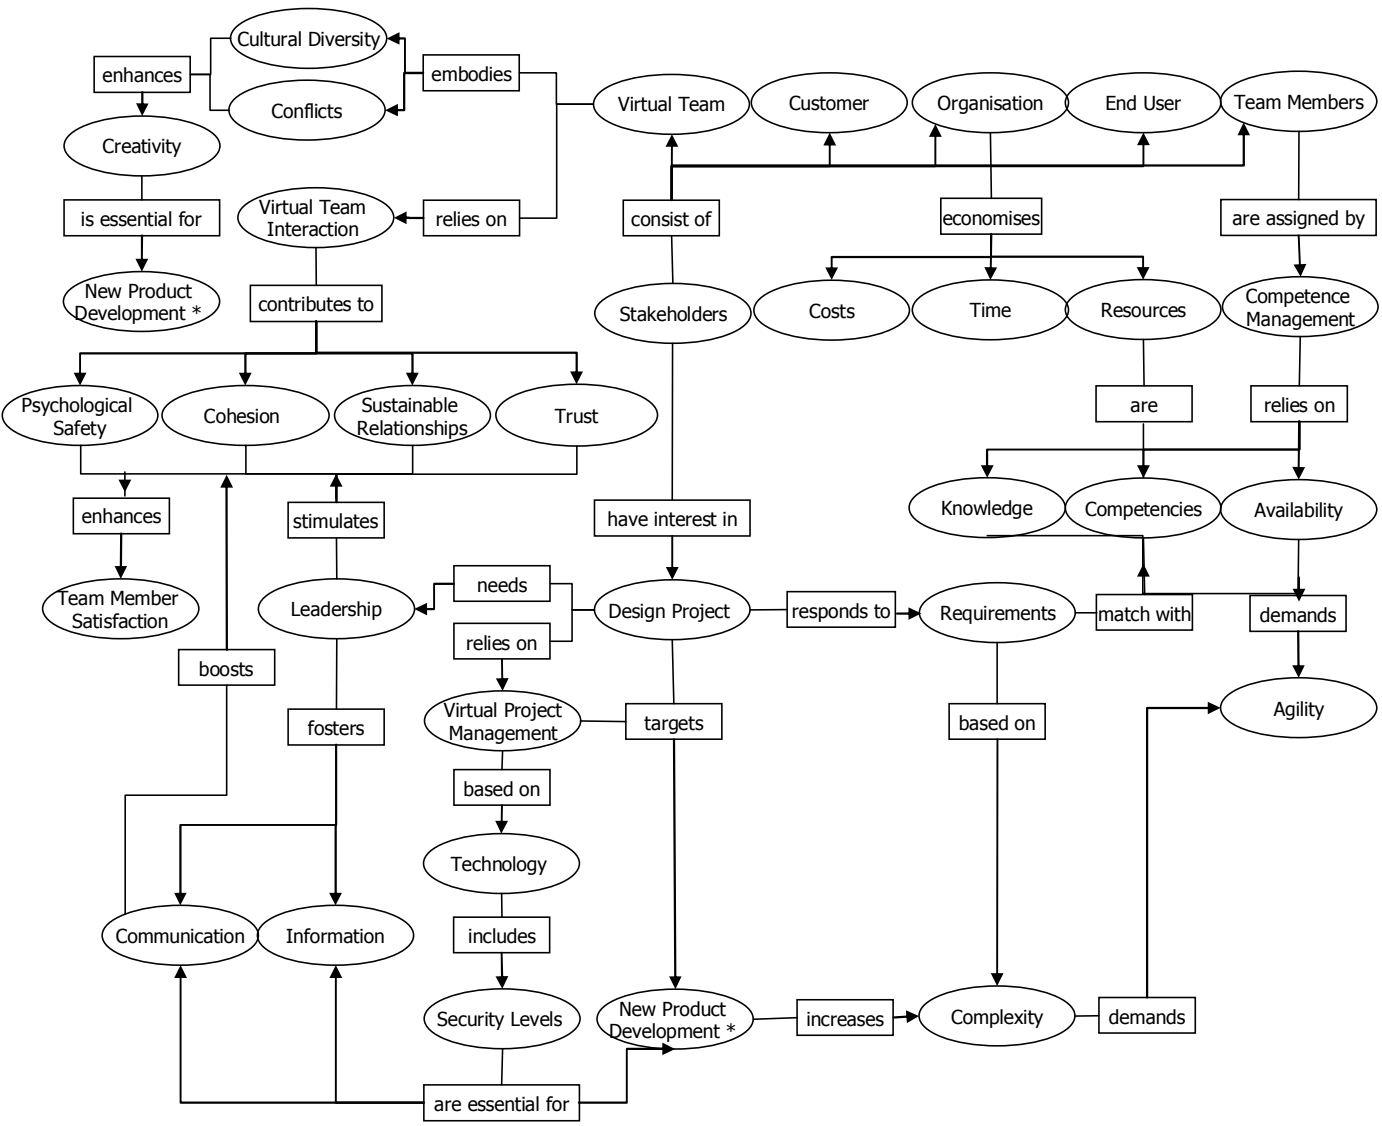 Cultural Diversity
enhances
embodies
Conflicts
Virtual Team
Customer
Organisation
End User
Team Members
Creativity
is essential for
Virtual Team
Interaction
relies on
consist of
economises
are assigned by
New Product
Development *
contributes to
Stakeholders
Costs
Time
Resources
Competence
Management
Psychological
Safety
Cohesion
Sustainable
Relationships
Trust
are
relies on
enhances
stimulates
have interest in
Knowledge
Competencies
Availability
Team Member
Satisfaction
Leadership
needs
Design Project
responds to
Requirements
match with
demands
relies on
boosts
fosters
Virtual Project
Management
targets
based on
Agility
based on
Technology
Communication
Information
includes
Security Levels
New Product
Development *
increases
Complexity
demands
are essential for